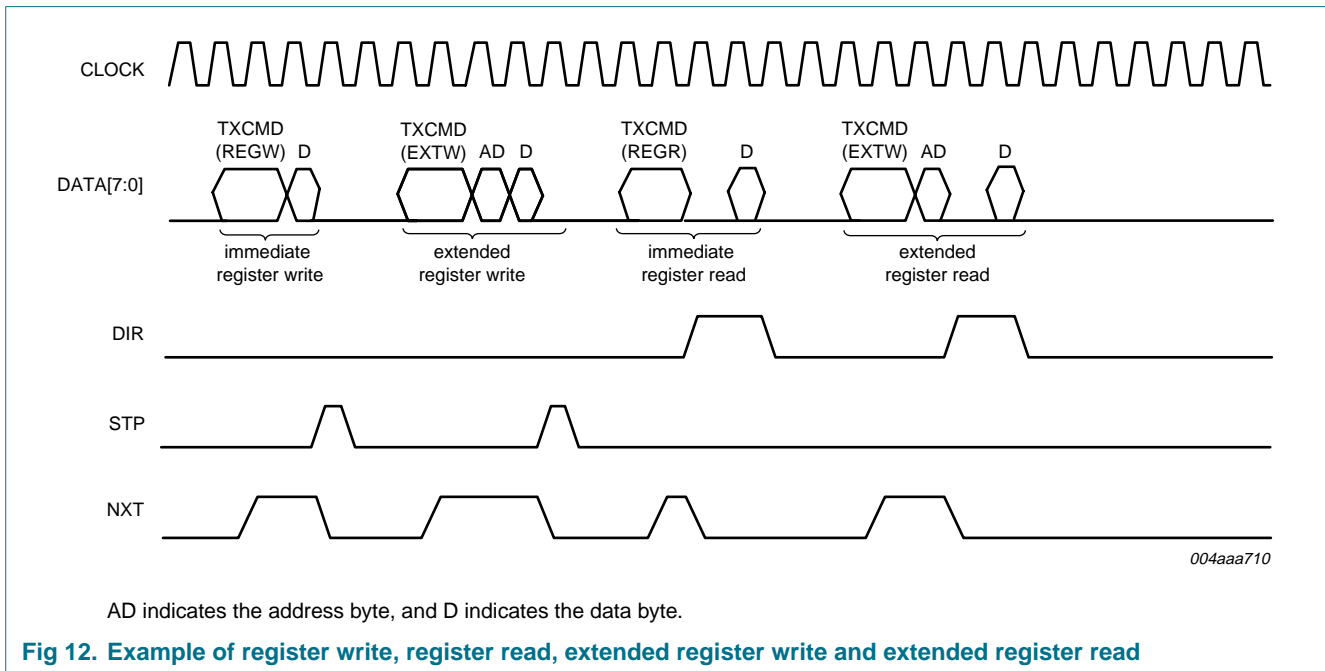 CLOCK
TXCMD TXCMD TXCMD TXCMD
(REGW) D (EXTW) AD D (REGR) D (EXTW) AD D
DATA[7:0]
immediate extended immediate extended
register write register write register read register read
DIR
STP
NXT
004aaa710
AD indicates the address byte, and D indicates the data byte.
Fig 12. Example of register write, register read, extended register write and extended register read